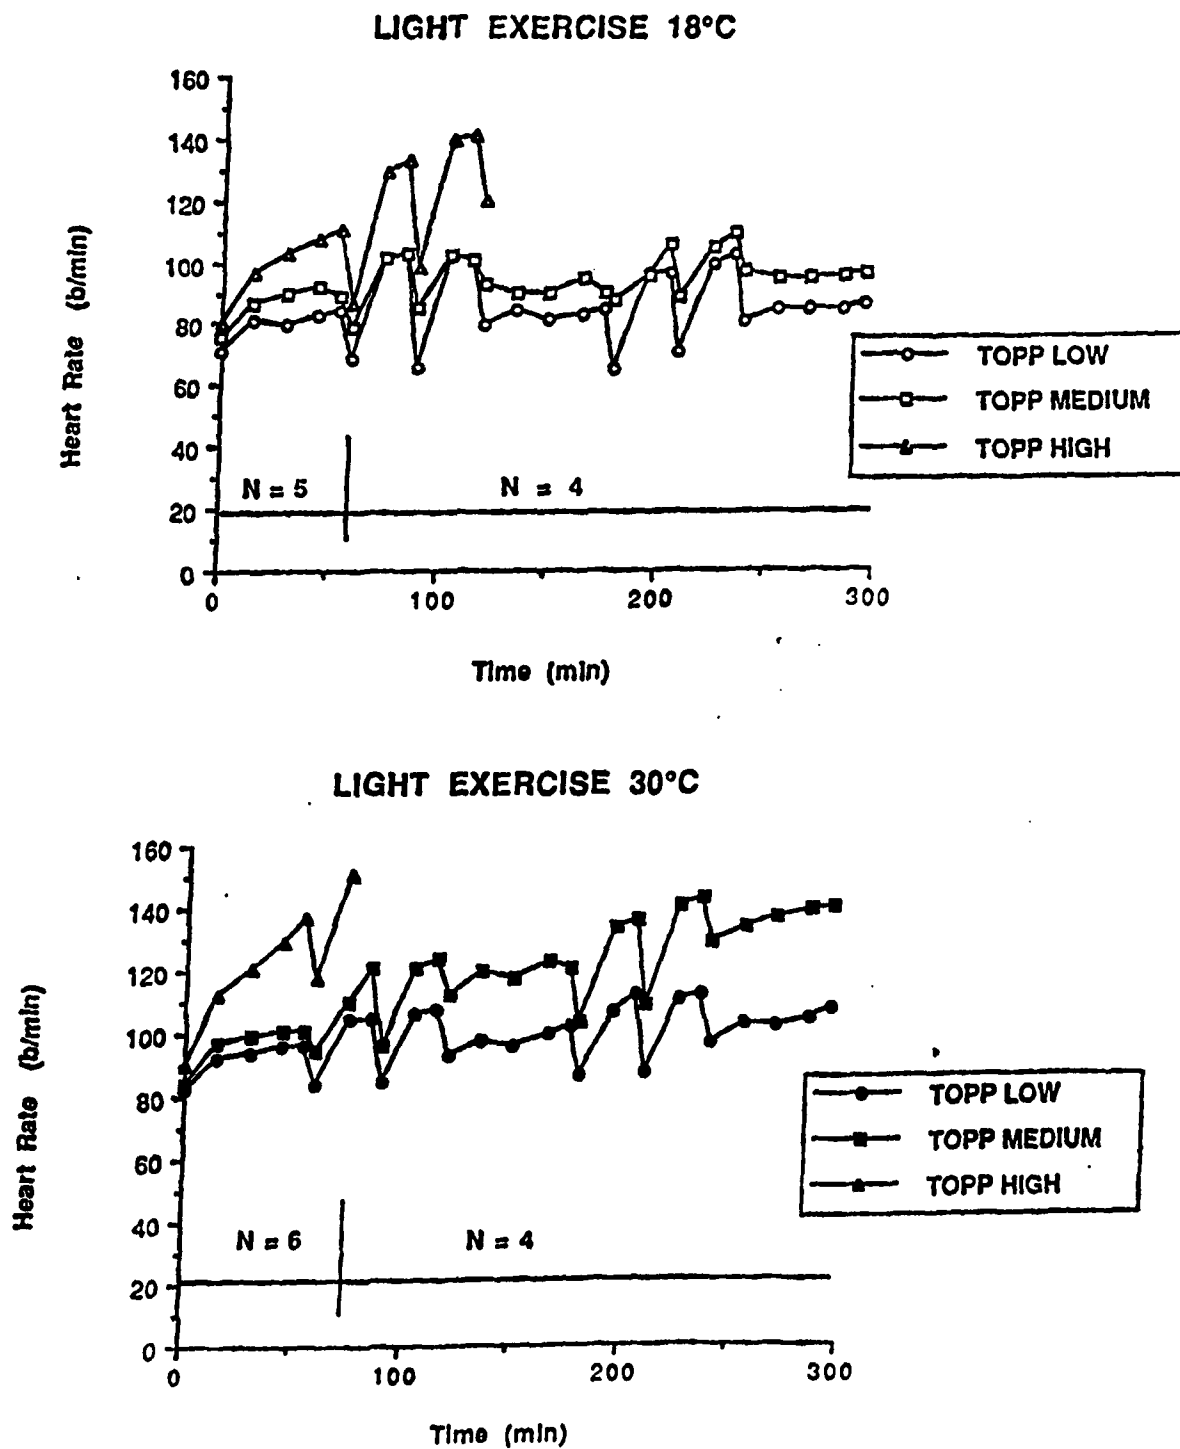 LIGHT EXERCISE 18°C
160
140
120
100
80
60
40
20
0
Heart Rate (b/min)
N = 5
N = 4
0
100
200
300
Time (min)
TOPP LOW
TOPP MEDIUM
TOPP HIGH
LIGHT EXERCISE 30°C
160
140
120
100
80
60
40
20
0
Heart Rate (b/min)
N = 6
N = 4
0
100
200
300
Time (min)
TOPP LOW
TOPP MEDIUM
TOPP HIGH